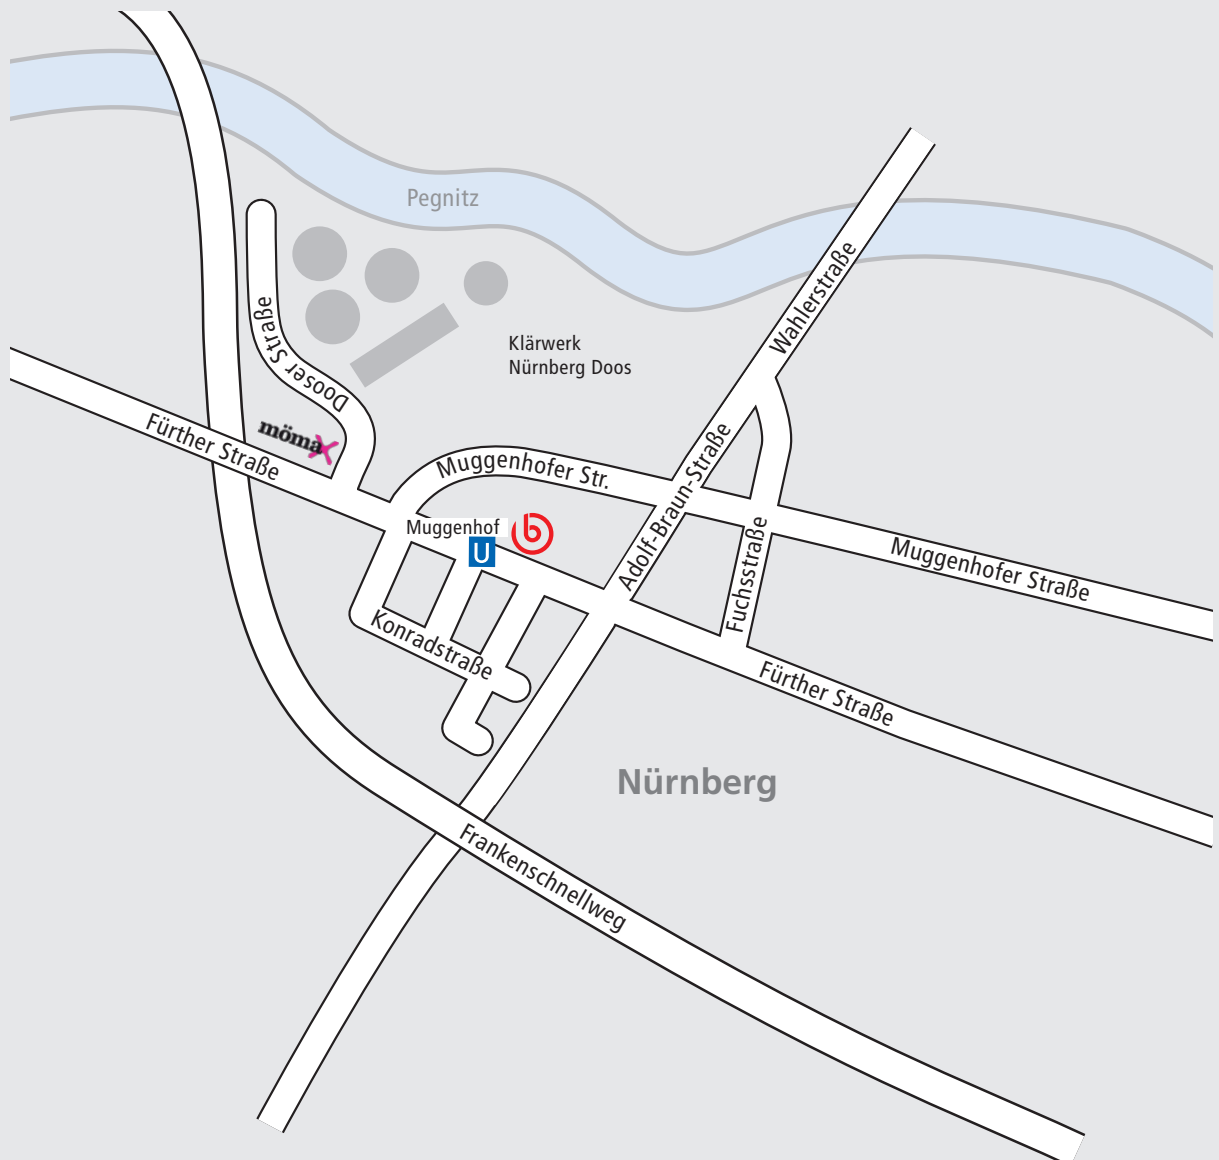 Pegnitz
Wahlerstraße
Dooser Straße
Klärwerk
Nürnberg Doos
Fürther Straße
mömax
Muggenhofer Str.
Adolf-Braun-Straße
Muggenhof
b
U
Fuchsstraße
Muggenhofer Straße
Konradstraße
Fürther Straße
Nürnberg
Frankenschnellweg